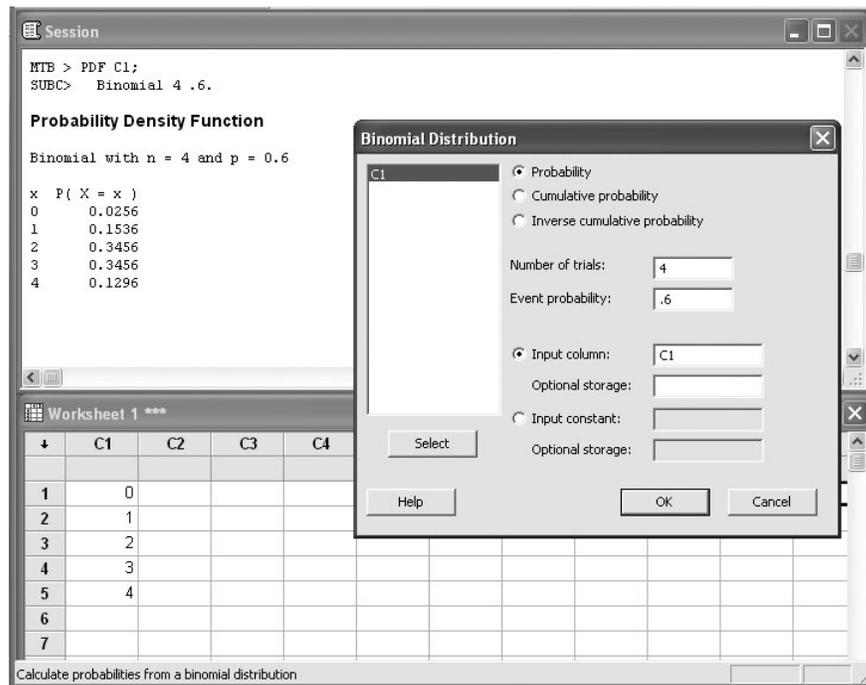 Session
MTB > PDF C1;
SUBC> Binomial 4 .6.
Probability Density Function
Binomial with n = 4 and p = 0.6
x P( X = x )
0 0.0256
1 0.1536
2 0.3456
3 0.3456
4 0.1296
Binomial Distribution
C1
Probability
Cumulative probability
Inverse cumulative probability
Number of trials: 4
Event probability: .6
Input column: C1
Optional storage:
Input constant:
Optional storage:
Select
Help
OK
Cancel
Worksheet 1 ***
C1 C2 C3 C4
1 0
2 1
3 2
4 3
5 4
6
7
Calculate probabilities from a binomial distribution